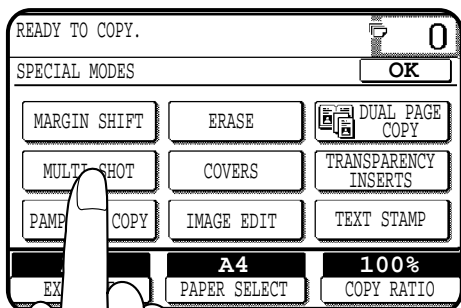 READY TO COPY.
0
SPECIAL MODES
OK
MARGIN SHIFT
ERASE
DUAL PAGE
COPY
MULTI SHOT
COVERS
TRANSPARENCY
INSERTS
COPY
IMAGE EDIT
TEXT STAMP
A4
100%
PAPER SELECT
COPY RATIO